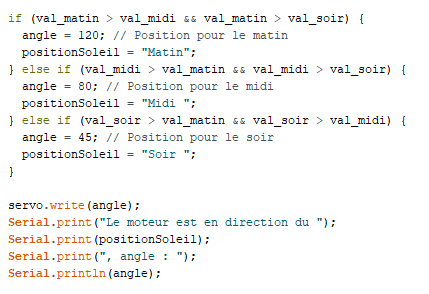 if (val_matin > val_midi && val_matin > val_soir) {
  angle = 120; // Position pour le matin
  positionSoleil = "Matin";
} else if (val_midi > val_matin && val_midi > val_soir) {
  angle = 80; // Position pour le midi
  positionSoleil = "Midi ";
} else if (val_soir > val_matin && val_soir > val_midi) {
  angle = 45; // Position pour le soir
  positionSoleil = "Soir ";
}

servo.write(angle);
Serial.print("Le moteur est en direction du ");
Serial.print(positionSoleil);
Serial.print(", angle : ");
Serial.println(angle);